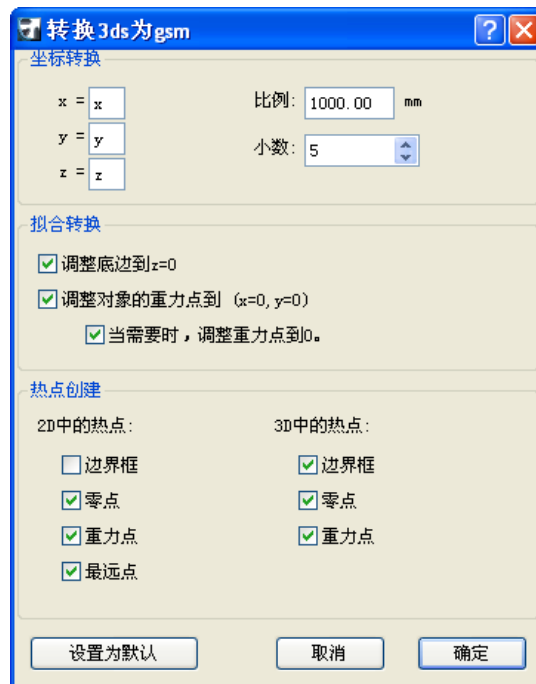 转换3ds为gsm
坐标转换
x = x
比例: 1000.00 mm
y = y
小数: 5
z = z
拟合转换
调整底边到z=0
调整对象的重力点到 (x=0, y=0)
当需要时，调整重力点到0。
热点创建
2D中的热点:
3D中的热点:
边界框
边界框
零点
零点
重力点
重力点
最远点
设置为默认
取消
确定